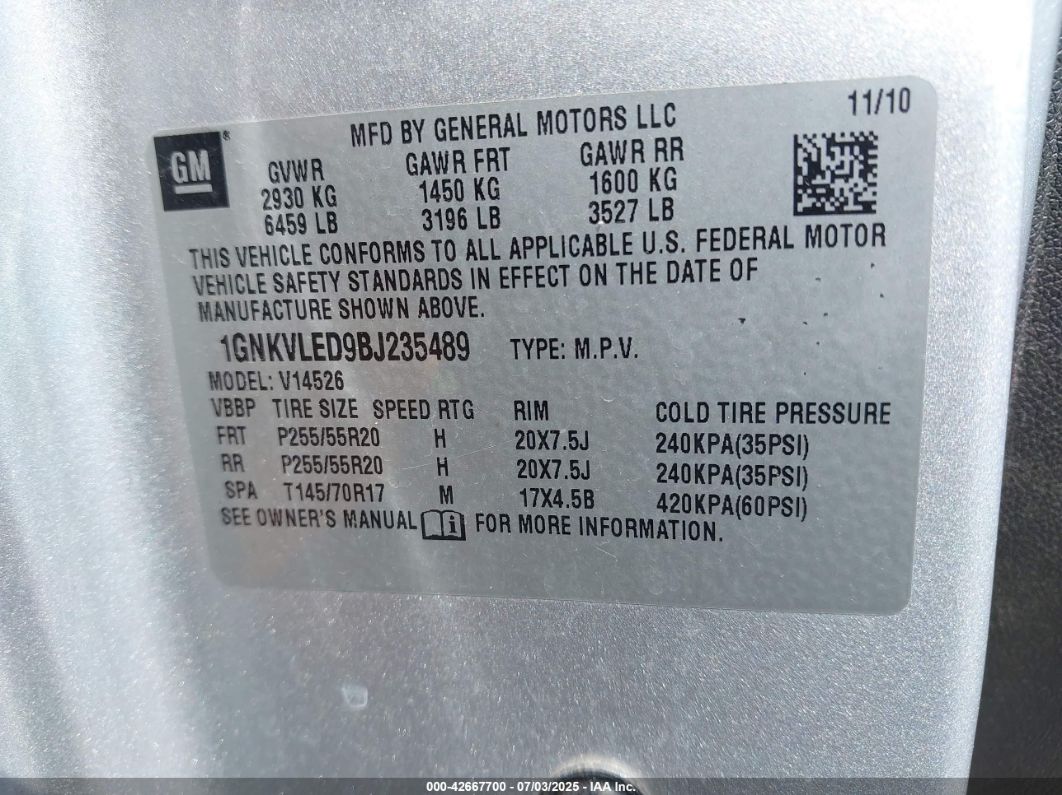 11/10
MFD BY GENERAL MOTORS LLC
GM®
GVWR GAWR FRT GAWR RR
2930 KG 1450 KG 1600 KG
6459 LB 3196 LB 3527 LB
THIS VEHICLE CONFORMS TO ALL APPLICABLE U.S. FEDERAL MOTOR
VEHICLE SAFETY STANDARDS IN EFFECT ON THE DATE OF
MANUFACTURE SHOWN ABOVE.
1GNKVLED9BJ235489 TYPE: M.P.V.
MODEL: V14526
VBBP TIRE SIZE SPEED RTG RIM COLD TIRE PRESSURE
FRT P255/55R20 H 20X7.5J 240KPA(35PSI)
RR P255/55R20 H 20X7.5J 240KPA(35PSI)
SPA T145/70R17 M 17X4.5B 420KPA(60PSI)
SEE OWNER'S MANUAL i FOR MORE INFORMATION.
000-42667700 - 07/03/2025 - IAA Inc.